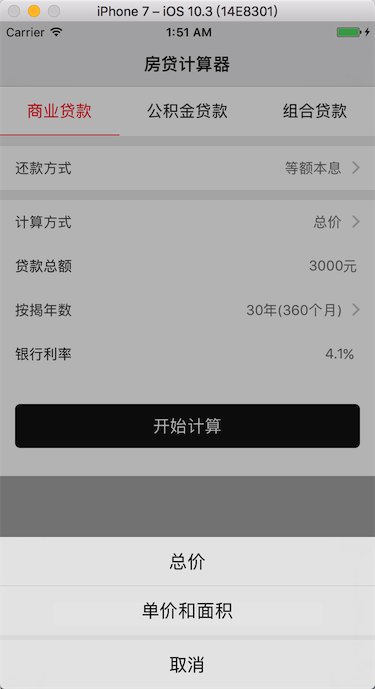 iPhone 7 – iOS 10.3 (14E8301)
Carrier 1:51 AM
房贷计算器
商业贷款 公积金贷款 组合贷款
还款方式 等额本息
计算方式 总价
贷款总额 3000元
按揭年数 30年(360个月)
银行利率 4.1%
开始计算
总价
单价和面积
取消